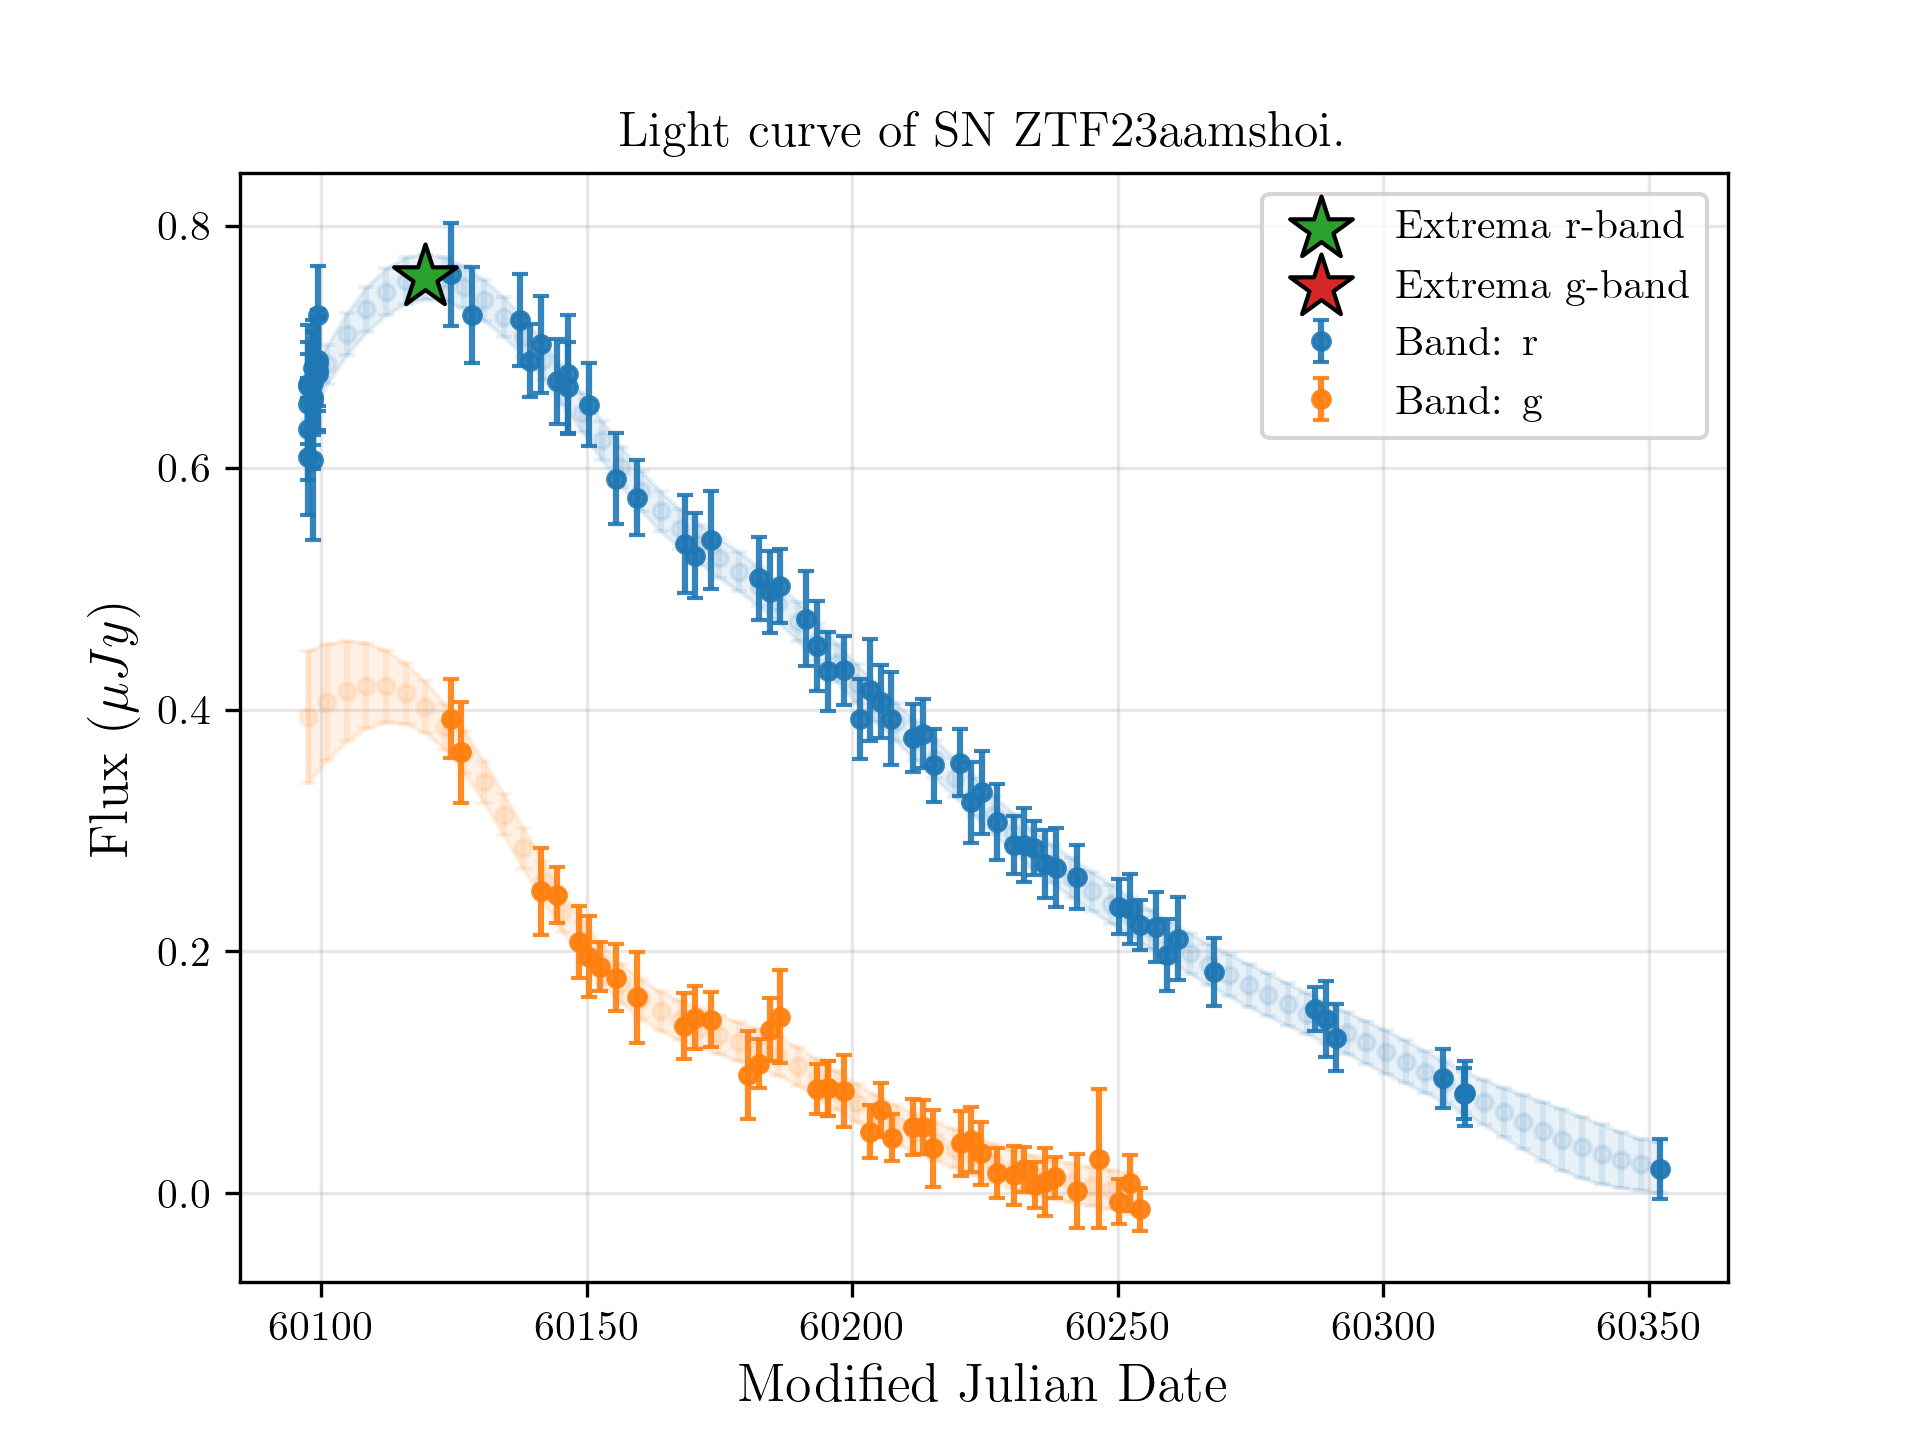 Light curve of SN ZTF23aamshoi.
Extrema r-band
Extrema g-band
Band: r
Band: g
0.8
0.6
0.4
0.2
0.0
Flux (μJy)
60100 60150 60200 60250 60300 60350
Modified Julian Date